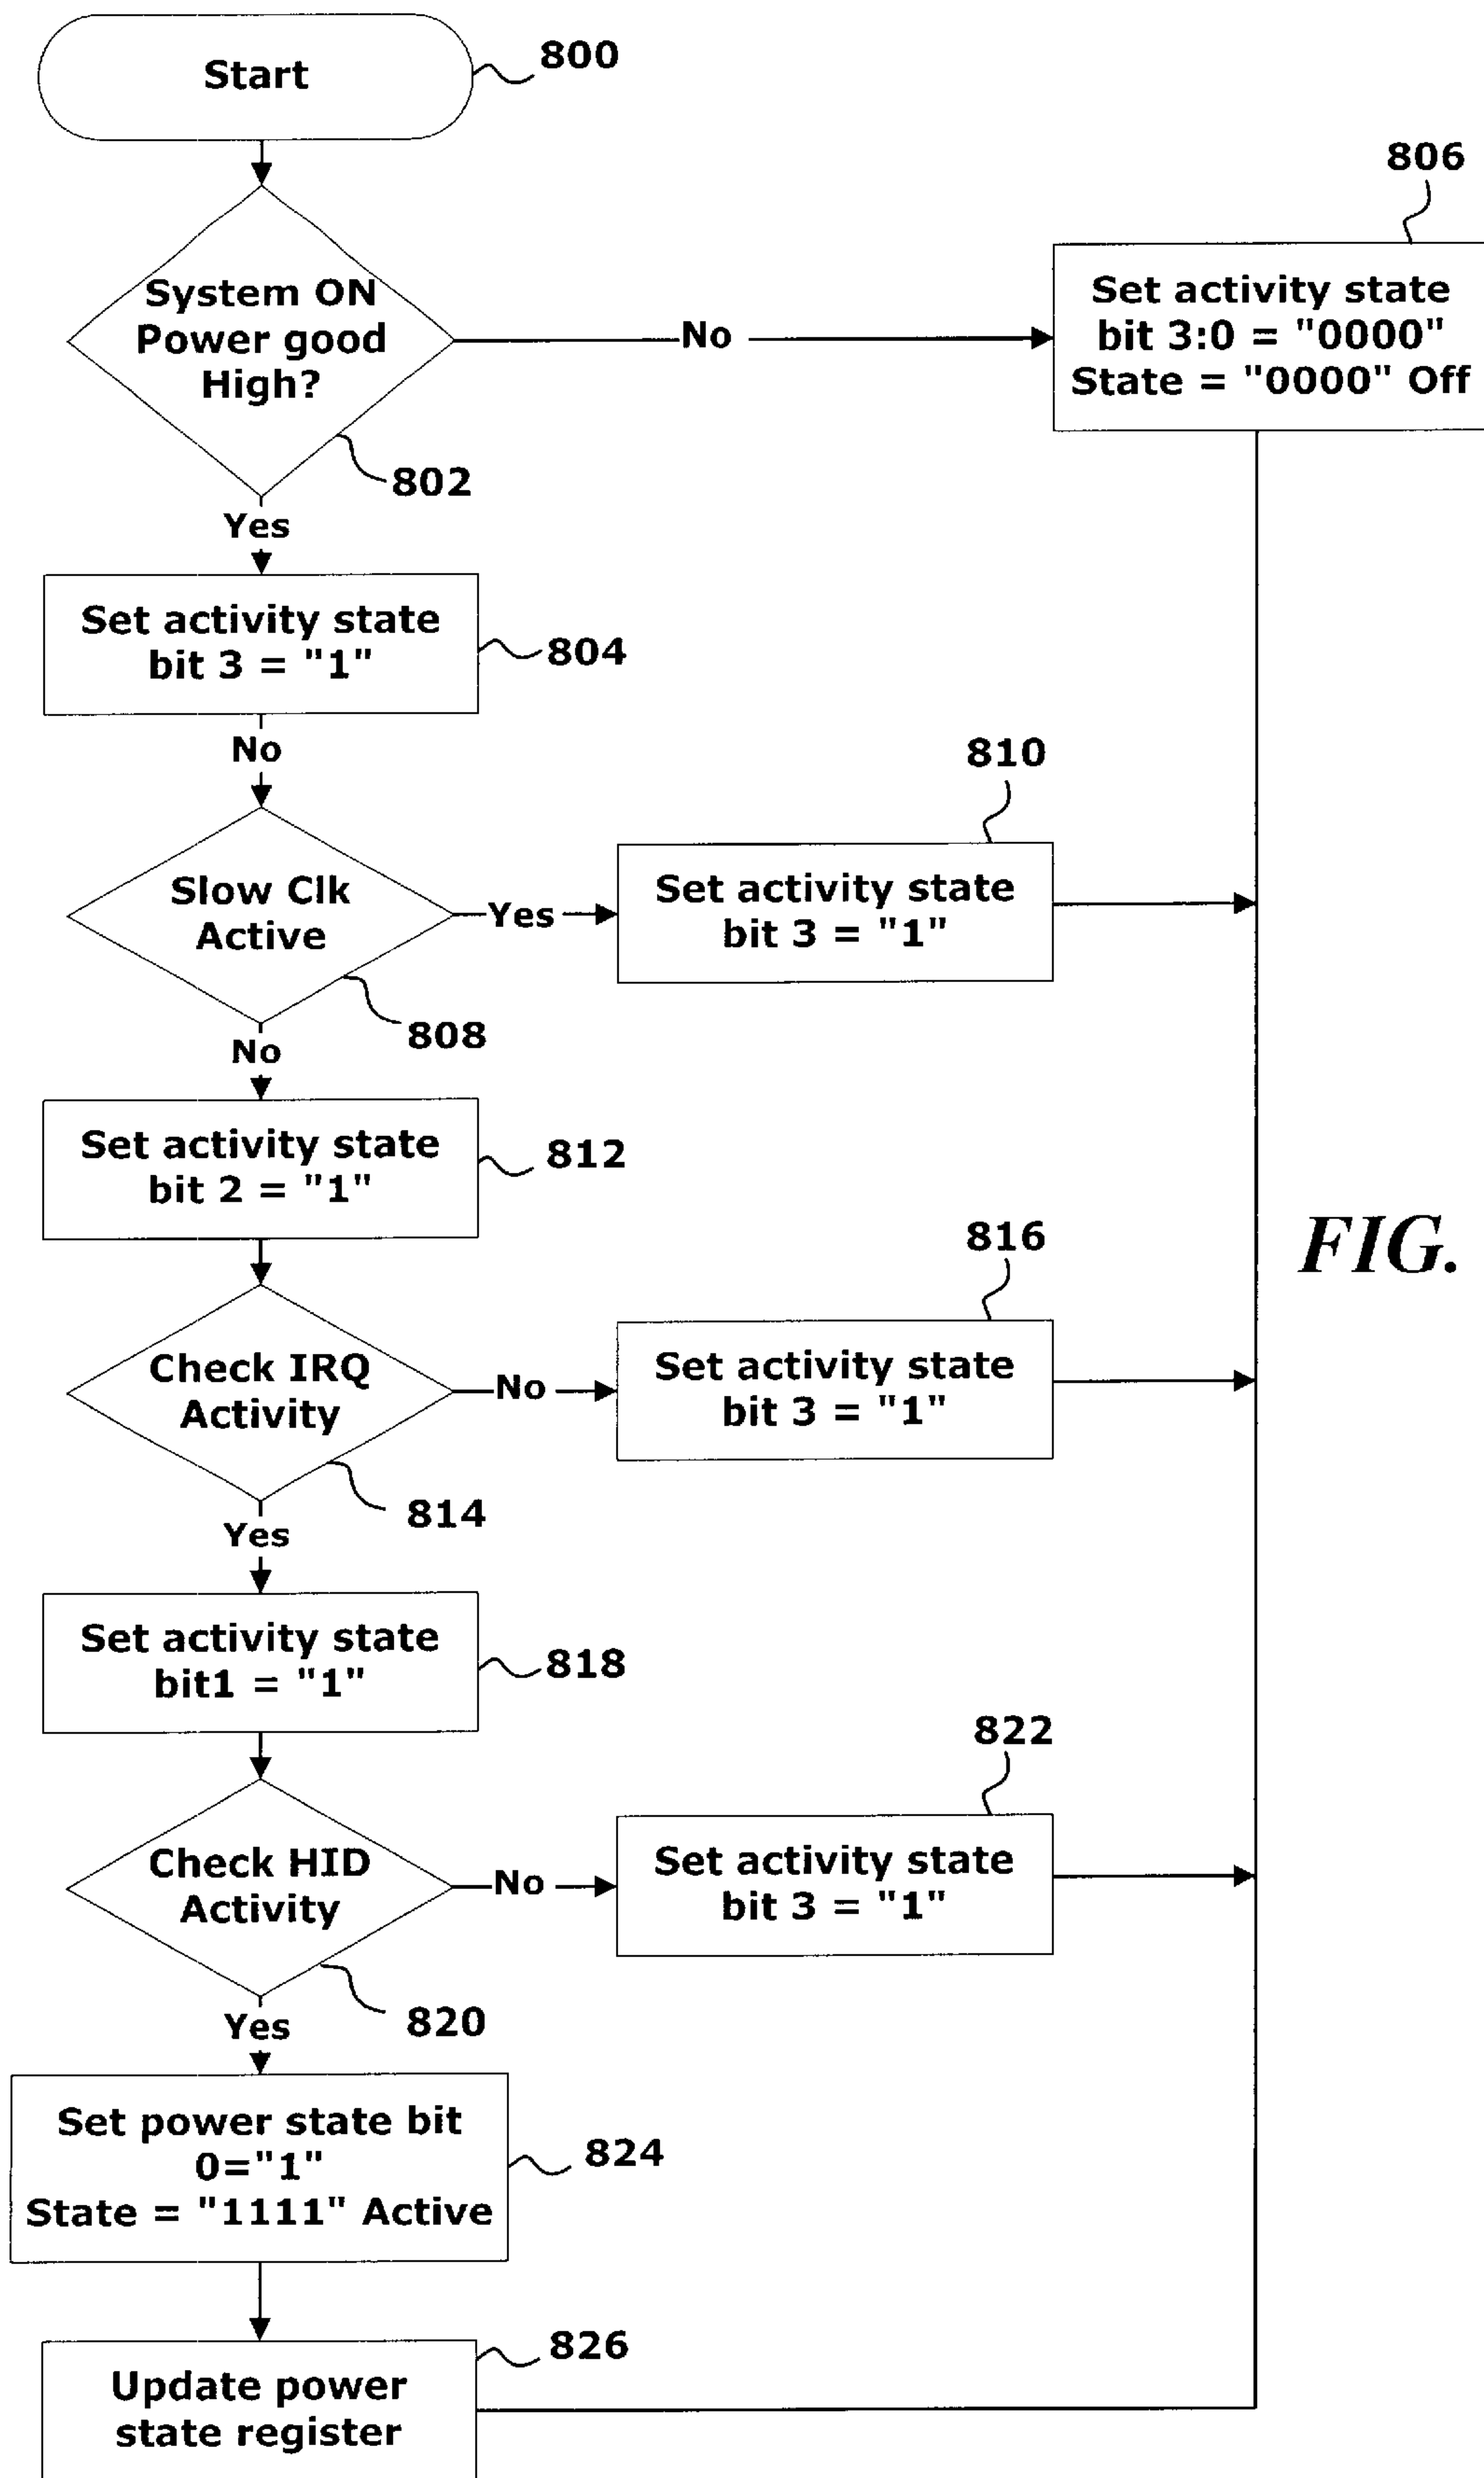 Start
800
806
System ON
Power good
High?
No
Set activity state
bit 3:0 = "0000"
State = "0000" Off
802
Yes
Set activity state
bit 3 = "1"
804
No
810
Slow Clk
Active
Yes
Set activity state
bit 3 = "1"
808
No
Set activity state
bit 2 = "1"
812
816
FIG.
Check IRQ
Activity
No
Set activity state
bit 3 = "1"
814
Yes
Set activity state
bit1 = "1"
818
822
Check HID
Activity
No
Set activity state
bit 3 = "1"
820
Yes
Set power state bit
0="1"
State = "1111" Active
824
826
Update power
state register